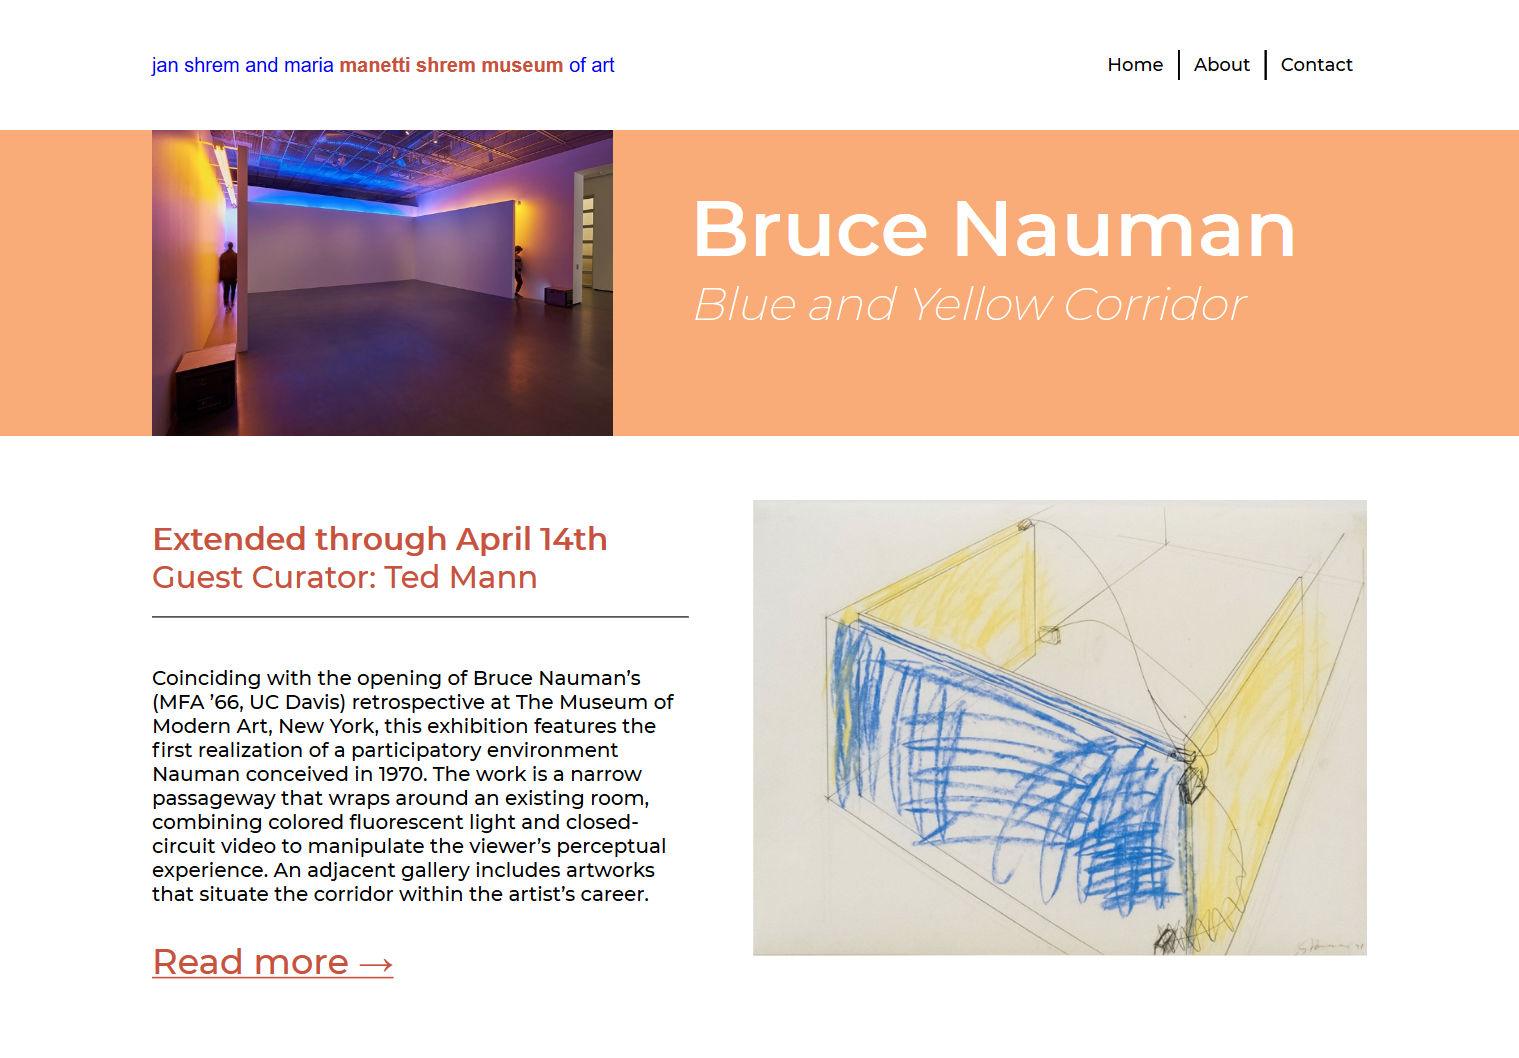 jan shrem and maria manetti shrem museum of art
Home
About
Contact
Bruce Nauman
Blue and Yellow Corridor
Extended through April 14th
Guest Curator: Ted Mann
Coinciding with the opening of Bruce Nauman’s
(MFA ’66, UC Davis) retrospective at The Museum of
Modern Art, New York, this exhibition features the
first realization of a participatory environment
Nauman conceived in 1970. The work is a narrow
passageway that wraps around an existing room,
combining colored fluorescent light and closed-
circuit video to manipulate the viewer’s perceptual
experience. An adjacent gallery includes artworks
that situate the corridor within the artist’s career.
Read more →